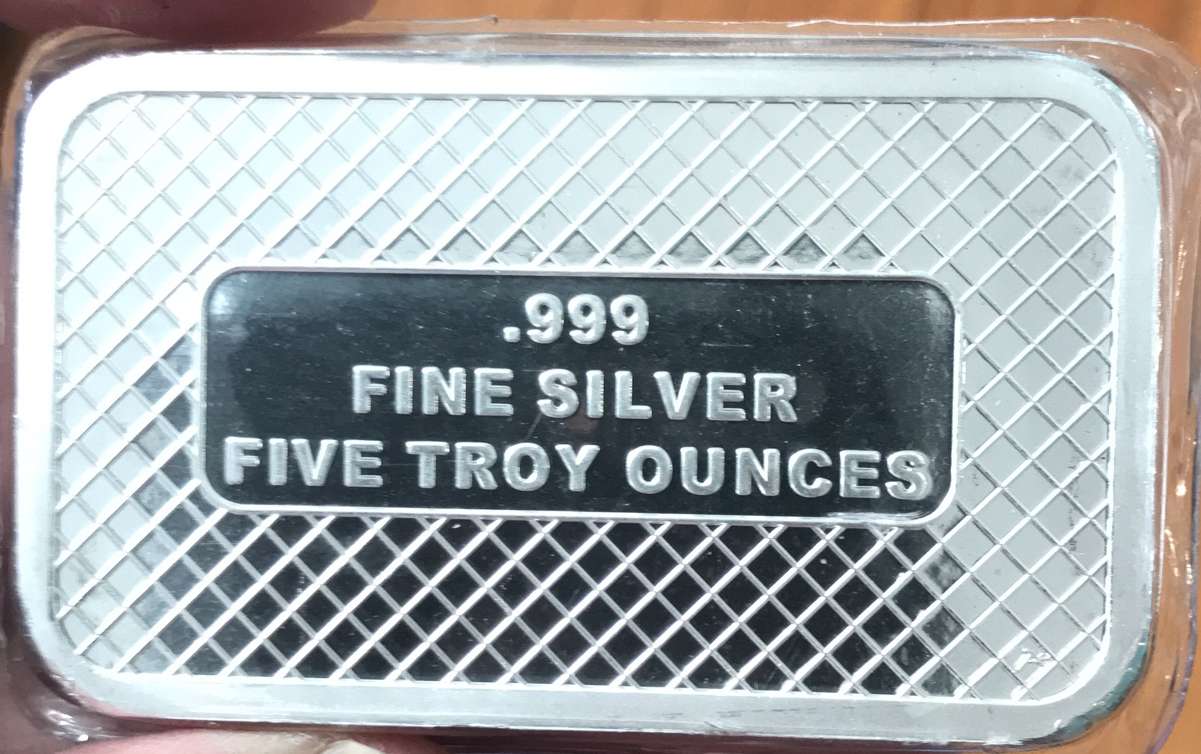 .999
FINE SILVER
FIVE TROY OUNCES